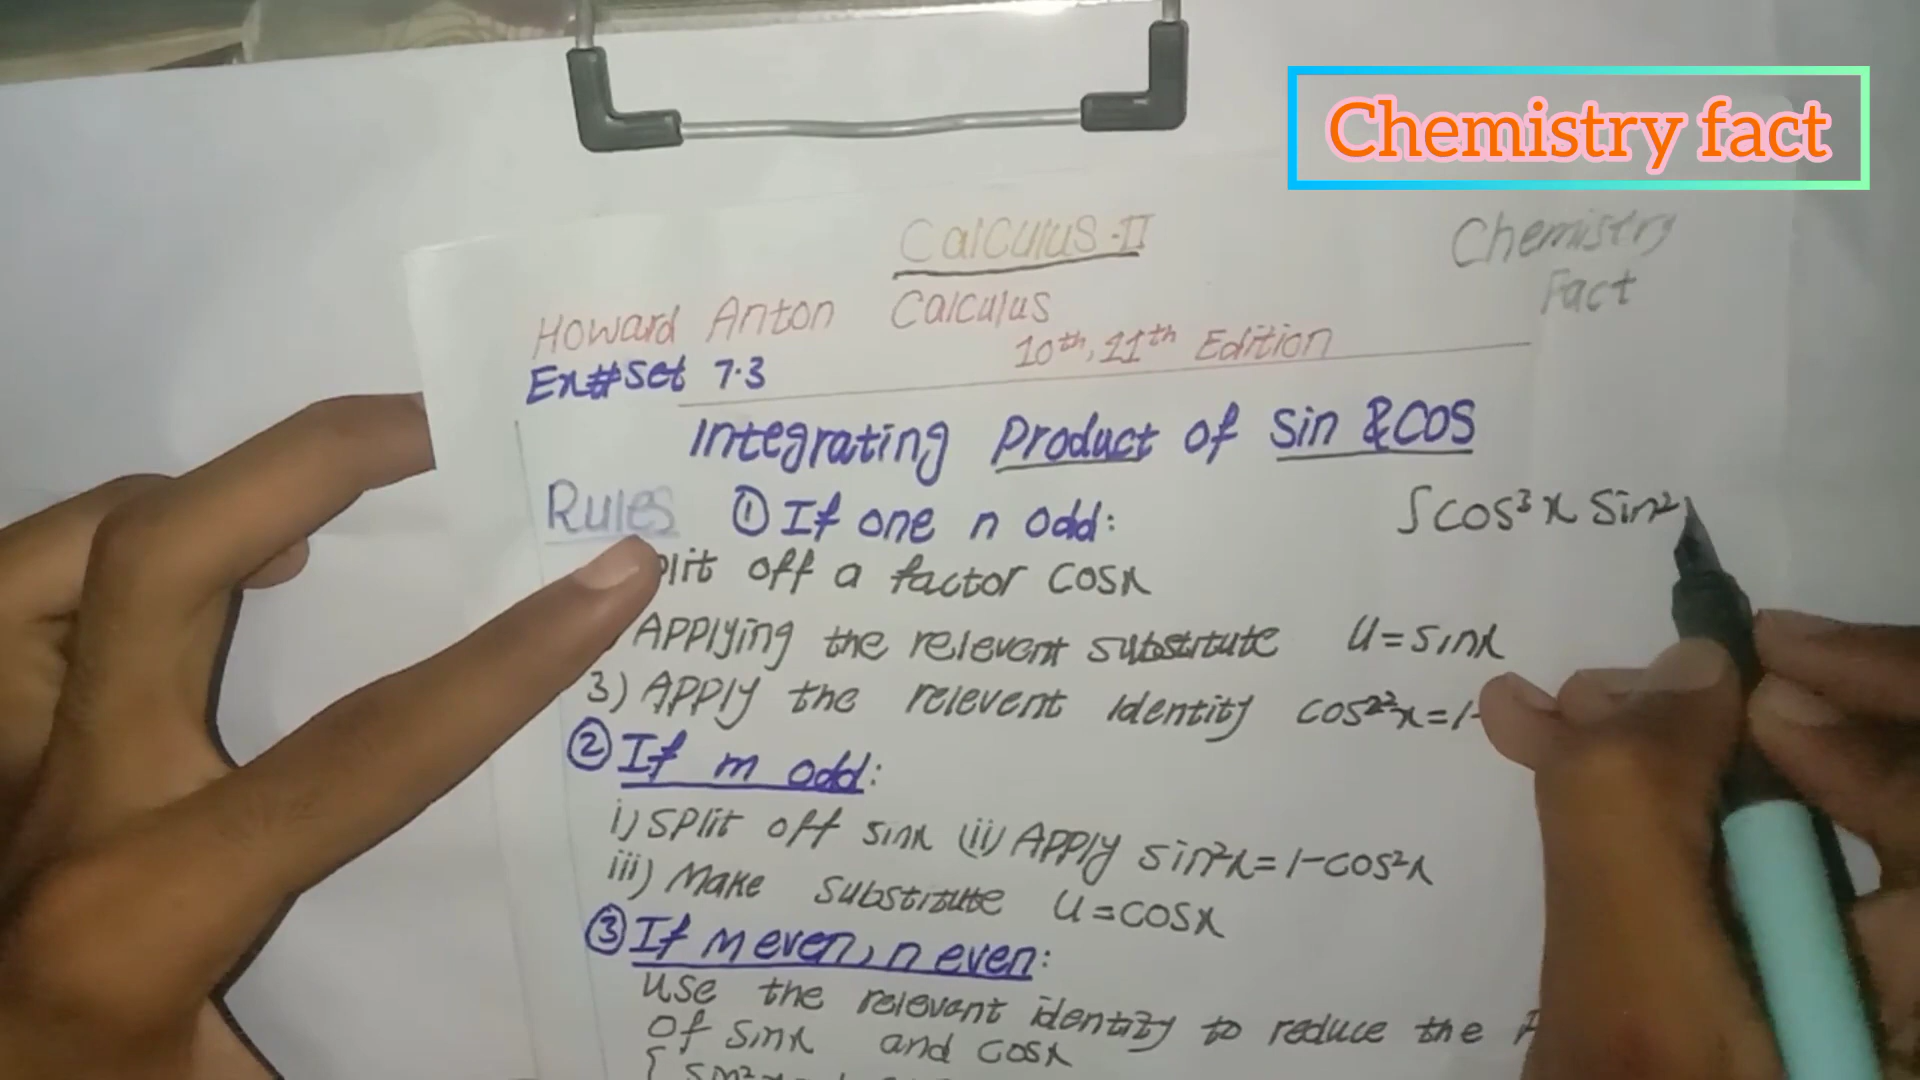 Chemistry fact
Calculus-II
Chemistry
Fact
Howard Anton Calculus
10th, 11th Edition
Ex#Set 7.3
Integrating Product of Sin & COS
Rules ① If one n odd:
∫cos³x Sin²
plit off a factor COSx
Applying the relevent substitute U=sinx
3) Apply the relevent identity cos²x=1-
② If m odd:
i) Split off sinx (ii) Apply sin²x=1-cos²x
iii) Make substitute U=COSx
③ If m even, n even:
Use the relevant identity to reduce the
of sinx and cosx